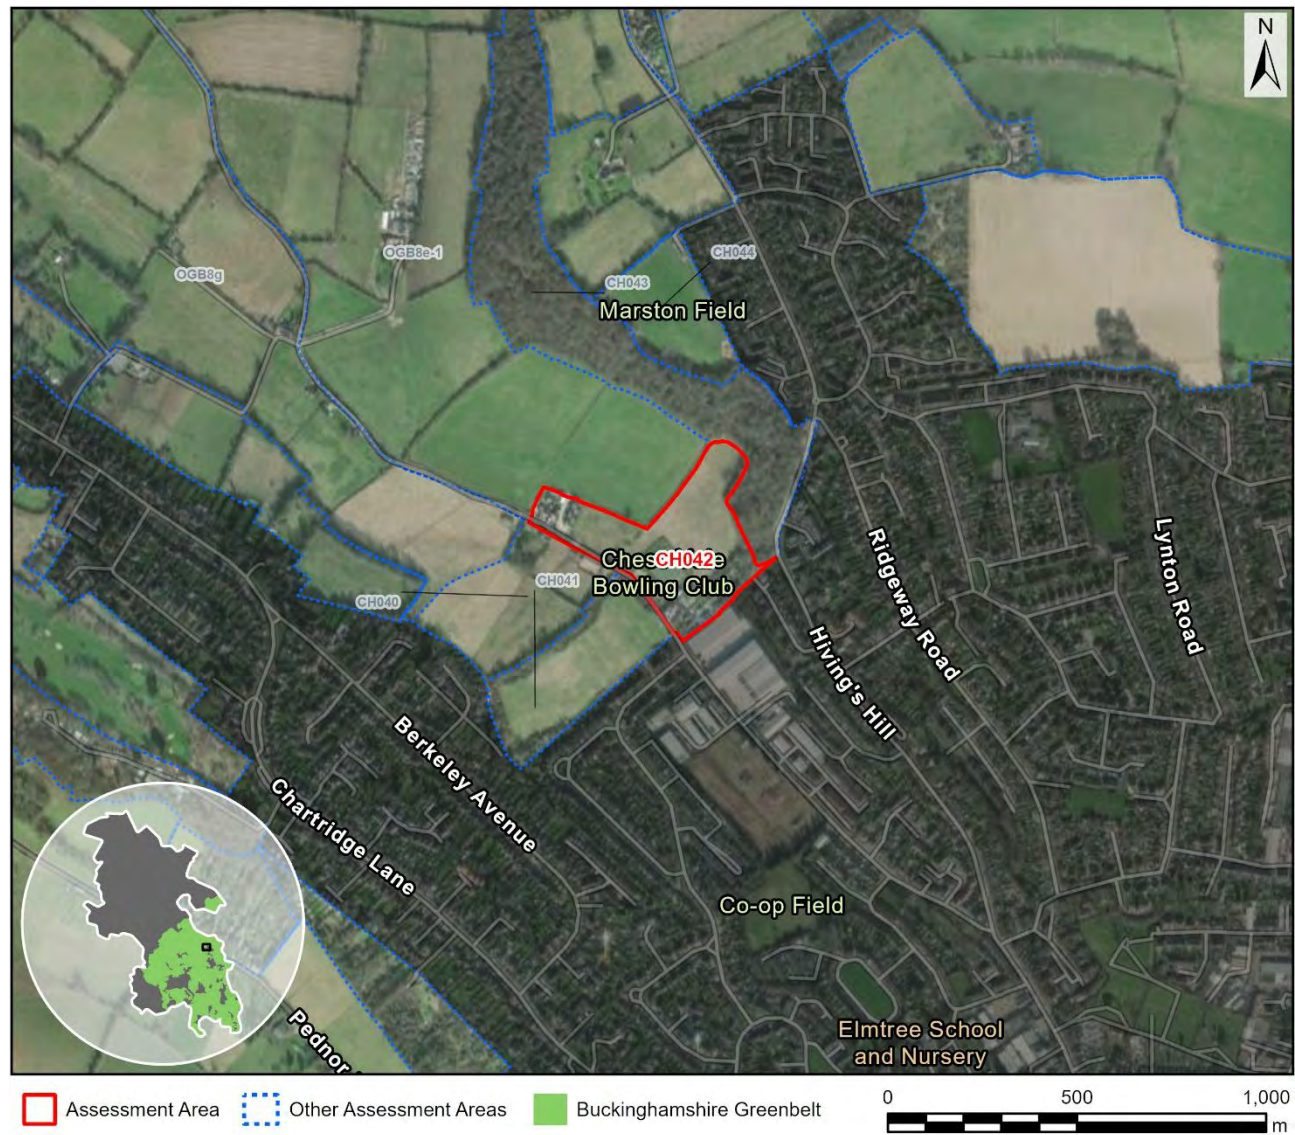 N
OGB8e-1
CH044
OGB8g
CH043
Marston Field
CH042
Bowling Club
CH041
CH040
Ridgeway Road
Lynton Road
Hiving's Hill
Berkeley Avenue
Chartridge Lane
Co-op Field
Pednor
Elmtree School
and Nursery
Assessment Area
Other Assessment Areas
Buckinghamshire Greenbelt
0 500 1,000
m